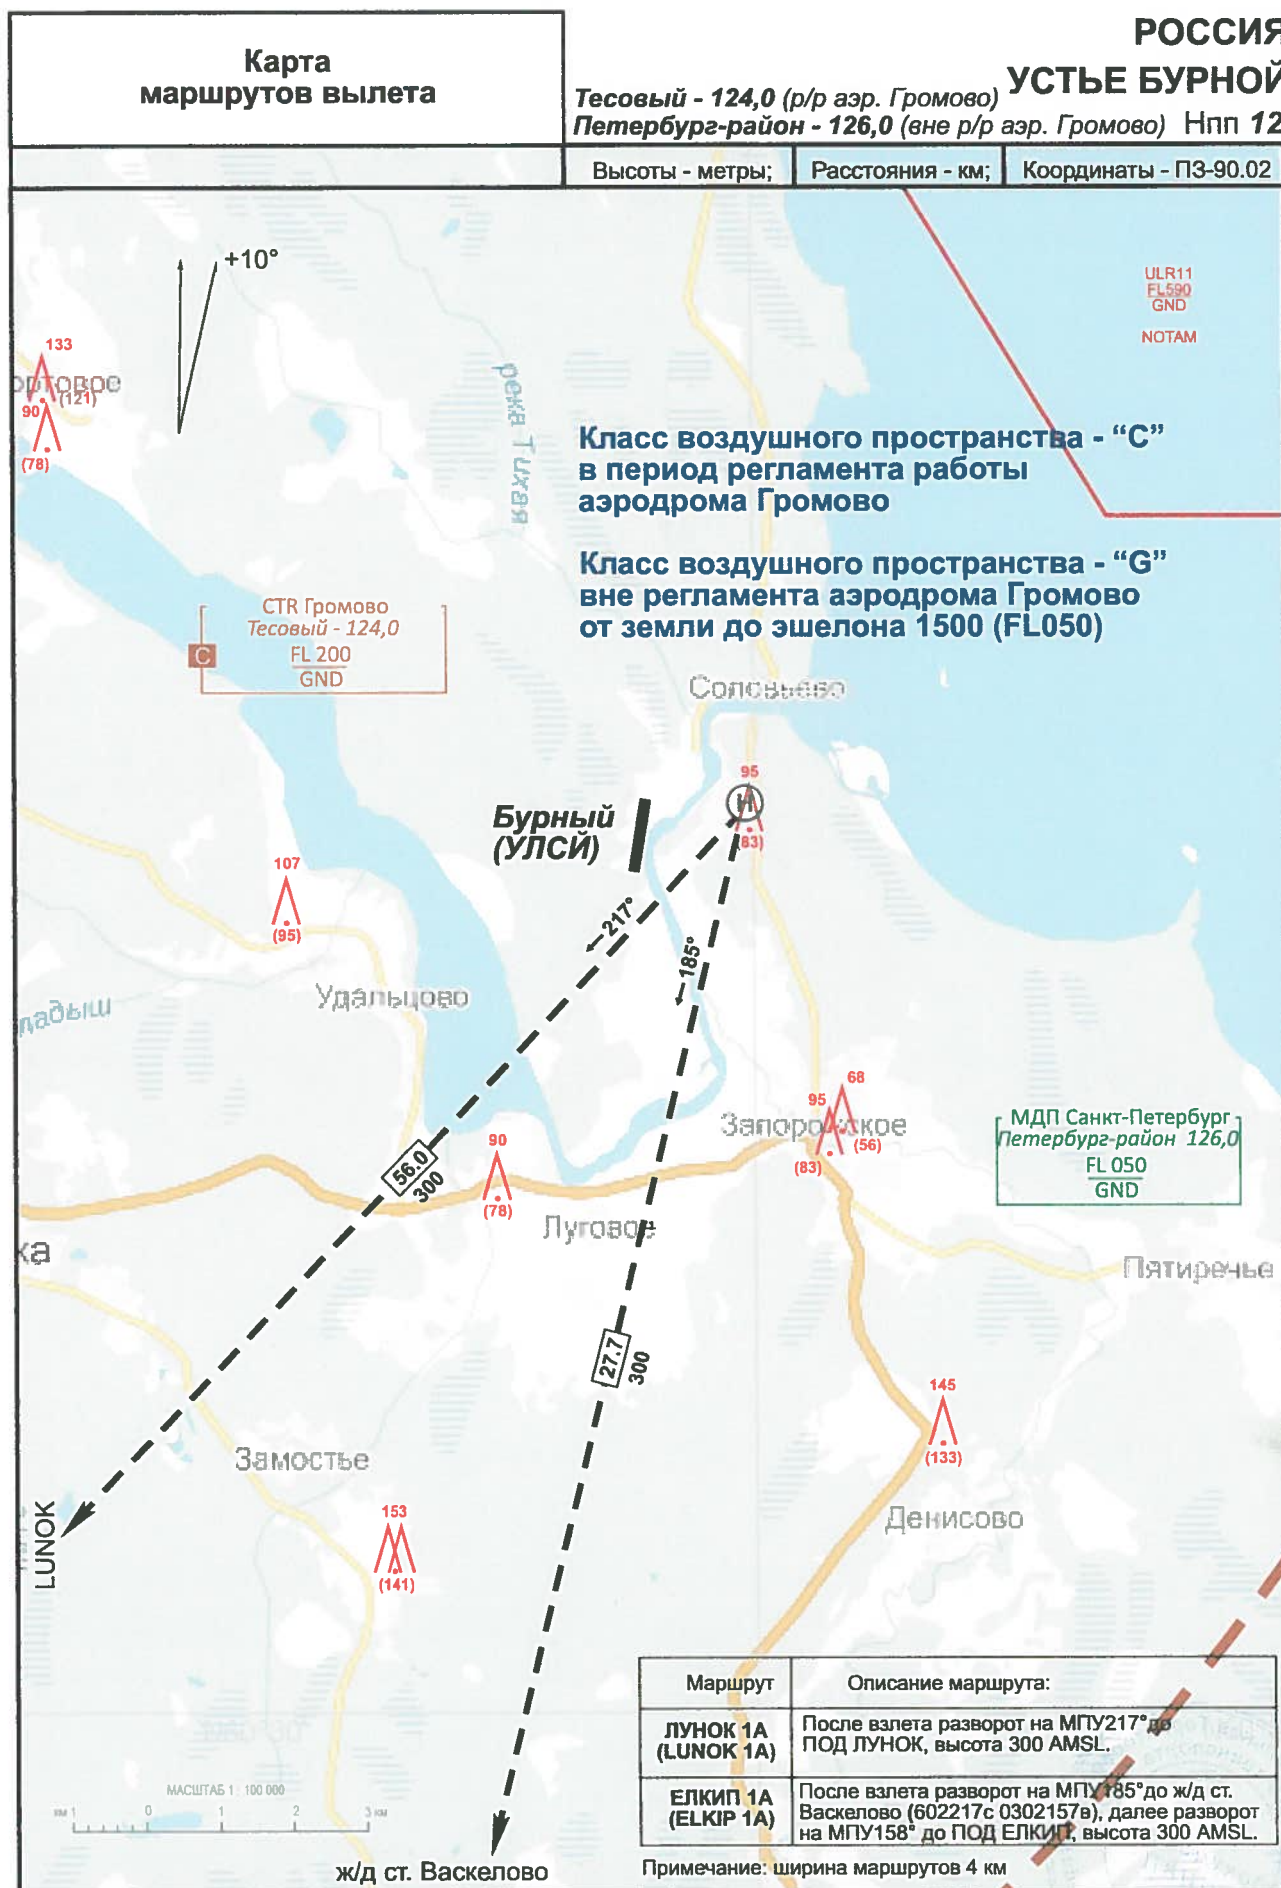 Карта
маршрутов вылета
РОССИЯ
УСТЬЕ БУРНОЙ
Тесовый - 124,0 (р/р аэр. Громово)
Петербург-район - 126,0 (вне р/р аэр. Громово) Нпп 12
Высоты - метры;
Расстояния - км;
Координаты - ПЗ-90.02
+10°
ULR11
FL590
GND
NOTAM
133
(121)
90
(78)
река Тихая
Класс воздушного пространства - “C”
в период регламента работы
аэродрома Громово
Класс воздушного пространства - “G”
вне регламента аэродрома Громово
от земли до эшелона 1500 (FL050)
CTR Громово
Тесовый - 124,0
C
FL 200
GND
Соловьево
95
H
(83)
Бурный
(УЛСЙ)
107
(95)
217°
185°
Удальцово
68
95
Запорожское
(56)
(83)
МДП Санкт-Петербург
Петербург-район 126,0
FL 050
GND
90
(78)
56.0
300
Луговое
Пятиречье
27.7
300
145
(133)
Замостье
153
(141)
Денисово
LUNOK
Маршрут
Описание маршрута:
ЛУНОК 1А
(LUNOK 1A)
После взлета разворот на МПУ217°до
ПОД ЛУНОК, высота 300 AMSL.
ЕЛКИП 1А
(ELKIP 1A)
После взлета разворот на МПУ185°до ж/д ст.
Васкелово (602217с 0302157в), далее разворот
на МПУ158° до ПОД ЕЛКИП, высота 300 AMSL.
МАСШТАБ 1 : 100 000
км 1 0 1 2 3 км
ж/д ст. Васкелово
Примечание: ширина маршрутов 4 км